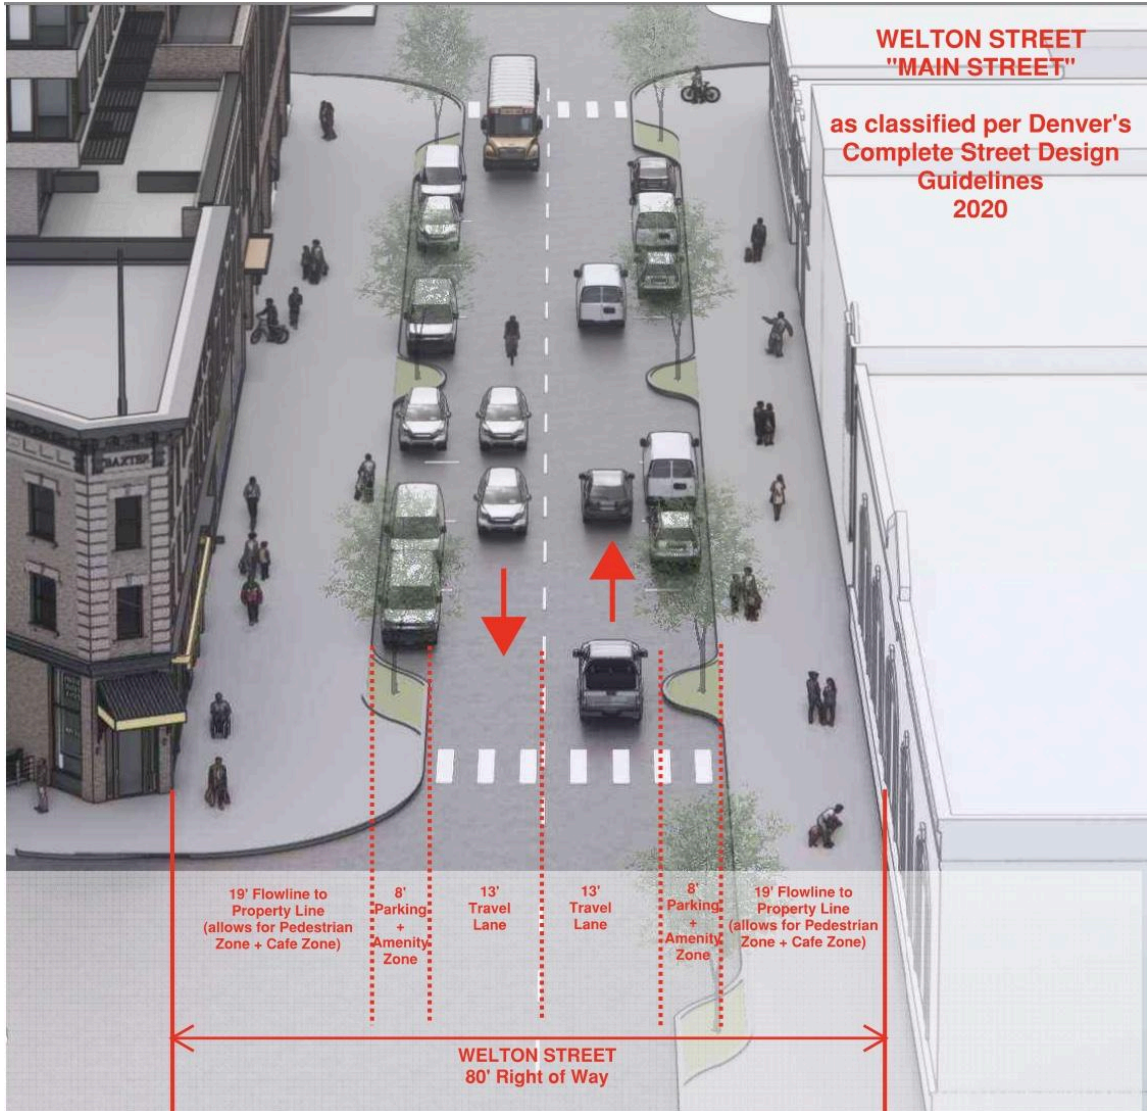 WELTON STREET
"MAIN STREET"
as classified per Denver's
Complete Street Design
Guidelines
2020
BAXTER
19' Flowline to
Property Line
(allows for Pedestrian
Zone + Cafe Zone)
8'
Parking
+
Amenity
Zone
13'
Travel
Lane
13'
Travel
Lane
8'
Parking
+
Amenity
Zone
19' Flowline to
Property Line
(allows for Pedestrian
Zone + Cafe Zone)
WELTON STREET
80' Right of Way